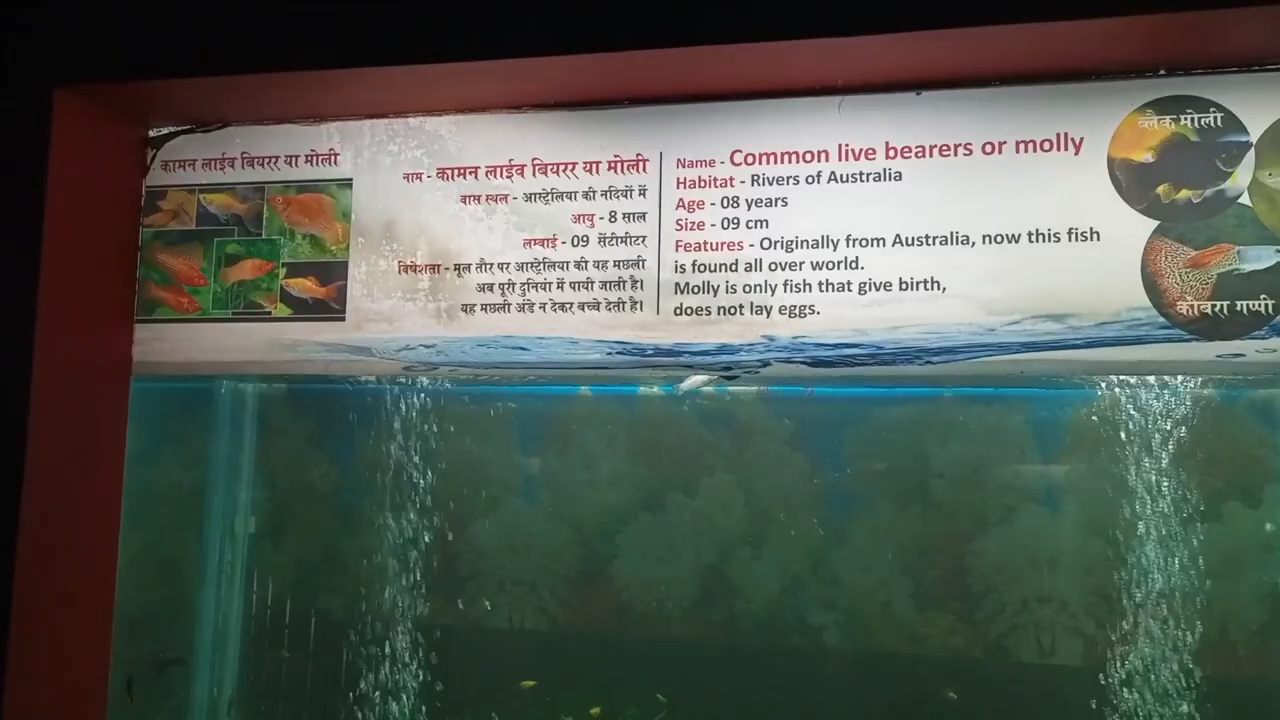 कामन लाईव बियरर या मोली
नाम - कामन लाईव बियरर या मोली
वास स्थल - आस्ट्रेलिया की नदियों में
आयु - 8 साल
लम्बाई - 09 सेंटीमीटर
विषेशता - मूल तौर पर आस्ट्रेलिया की यह मछली
अब पूरी दुनिया में पायी जाती है।
यह मछली अंडे न देकर बच्चे देती है।
Name - Common live bearers or molly
Habitat - Rivers of Australia
Age - 08 years
Size - 09 cm
Features - Originally from Australia, now this fish
is found all over world.
Molly is only fish that give birth,
does not lay eggs.
ब्लैक मोली
कोबरा गप्पी